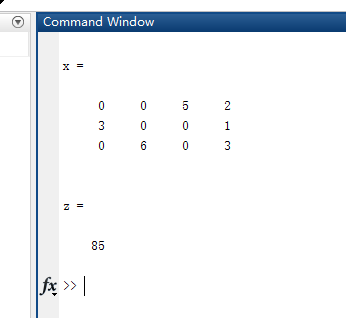 Command Window
x =
0 0 5 2
3 0 0 1
0 6 0 3
z =
85
fx >>